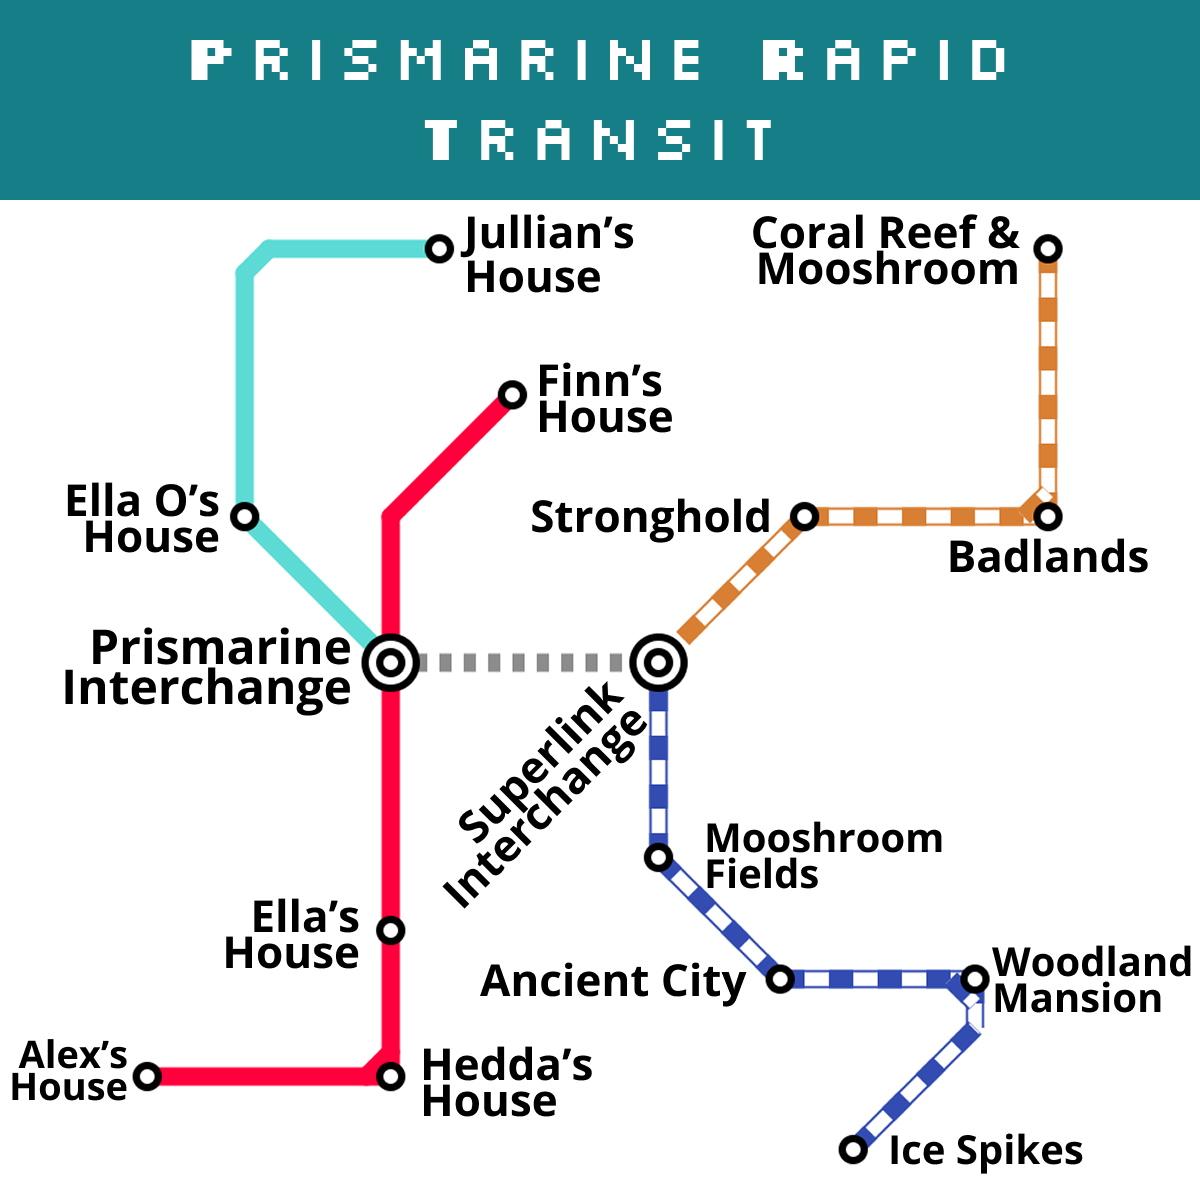 PRISMARINE RAPID
TRANSIT
Jullian's
House
Coral Reef &
Mooshroom
Finn's
House
Ella O's
House
Stronghold
Badlands
Prismarine
Interchange
Superlink
Interchange
Mooshroom
Fields
Ella's
House
Ancient City
Woodland
Mansion
Alex's
House
Hedda's
House
Ice Spikes